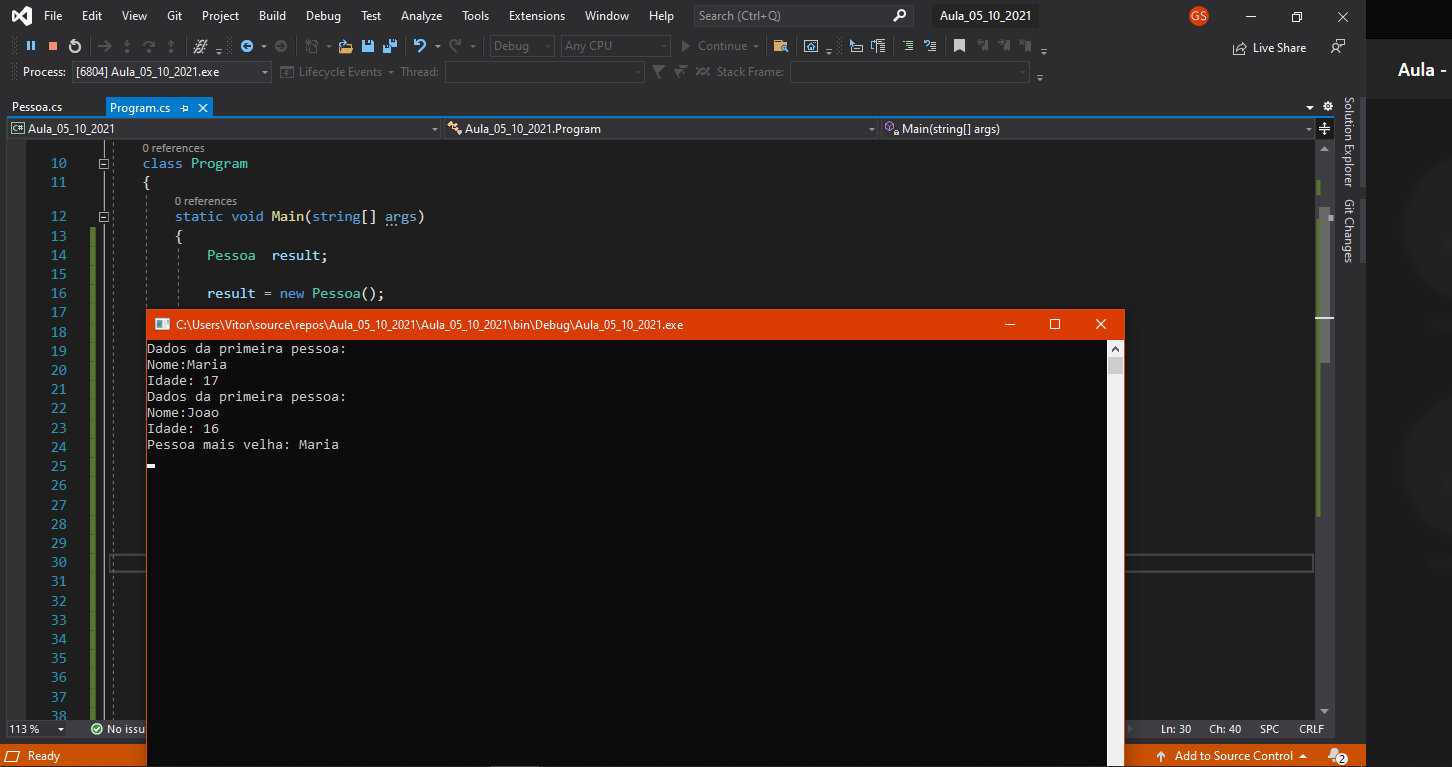 File Edit View Git Project Build Debug Test Analyze Tools Extensions Window Help Search (Ctrl+Q) Aula_05_10_2021 GS
Debug Any CPU Continue Live Share
Process: [6804] Aula_05_10_2021.exe Lifecycle Events Thread: Stack Frame:
Aula -
Pessoa.cs Program.cs
C# Aula_05_10_2021 Aula_05_10_2021.Program Main(string[] args)
Solution Explorer
Git Changes
0 references
10 class Program
11 {
0 references
12 static void Main(string[] args)
13 {
14 Pessoa result;
15
16 result = new Pessoa();
17
18
19
20
21
22
23
24
25
26
27
28
29
30
31
32
33
34
35
36
37
38
C:\Users\Vitor\source\repos\Aula_05_10_2021\Aula_05_10_2021\bin\Debug\Aula_05_10_2021.exe
Dados da primeira pessoa:
Nome:Maria
Idade: 17
Dados da primeira pessoa:
Nome:Joao
Idade: 16
Pessoa mais velha: Maria
113 % No issu Ln: 30 Ch: 40 SPC CRLF
Ready Add to Source Control 2